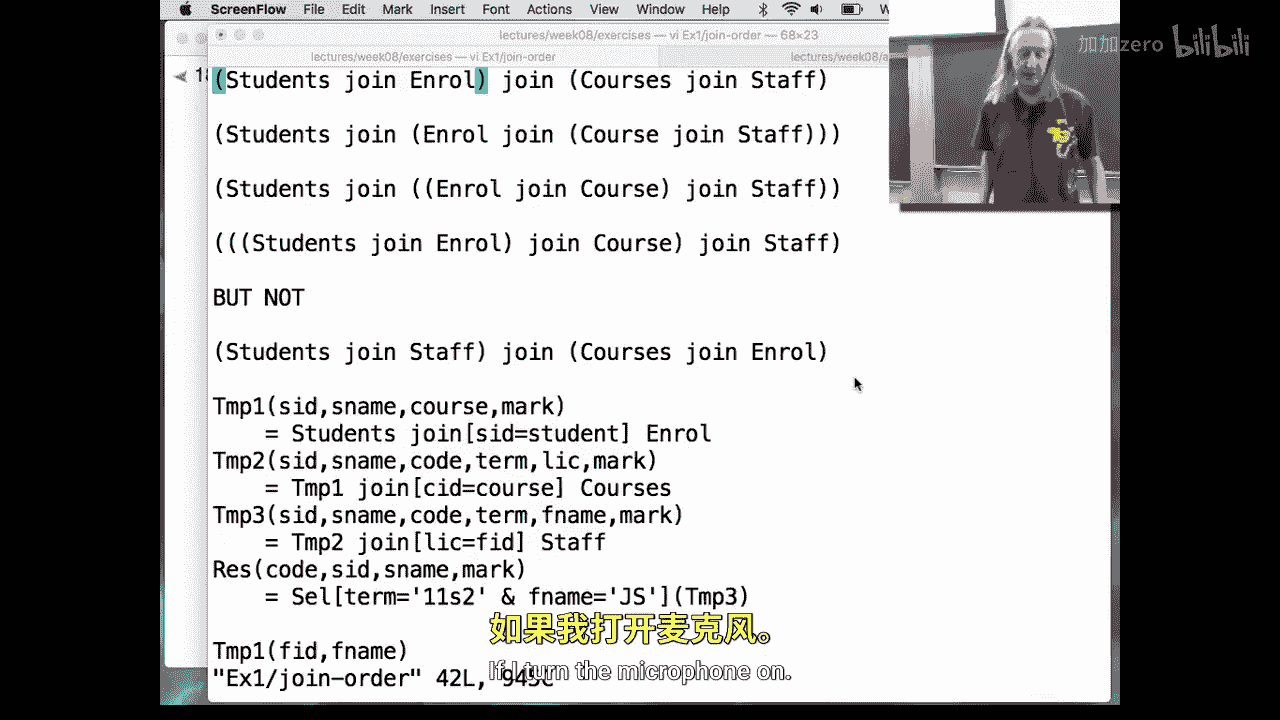 ScreenFlow File Edit Mark Insert Font Actions View Window Help
lectures/week08/exercises — vi Ex1/join-order — 68×23
lectures/week08/exercises — vi Ex1/join-order
加加zero bilibili
(Students join Enrol) join (Courses join Staff)
(Students join (Enrol join (Course join Staff)))
(Students join ((Enrol join Course) join Staff))
(((Students join Enrol) join Course) join Staff)
BUT NOT
(Students join Staff) join (Courses join Enrol)
Tmp1(sid,sname,course,mark)
= Students join[sid=student] Enrol
Tmp2(sid,sname,code,term,lic,mark)
= Tmp1 join[cid=course] Courses
Tmp3(sid,sname,code,term,fname,mark)
= Tmp2 join[lic=fid] Staff
Res(code,sid,sname,mark)
= Sel[term='11s2' & fname='JS'](Tmp3)
如果我打开麦克风。
Tmp1(fid,fname)
If I turn the microphone on.
"Ex1/join-order" 42L,